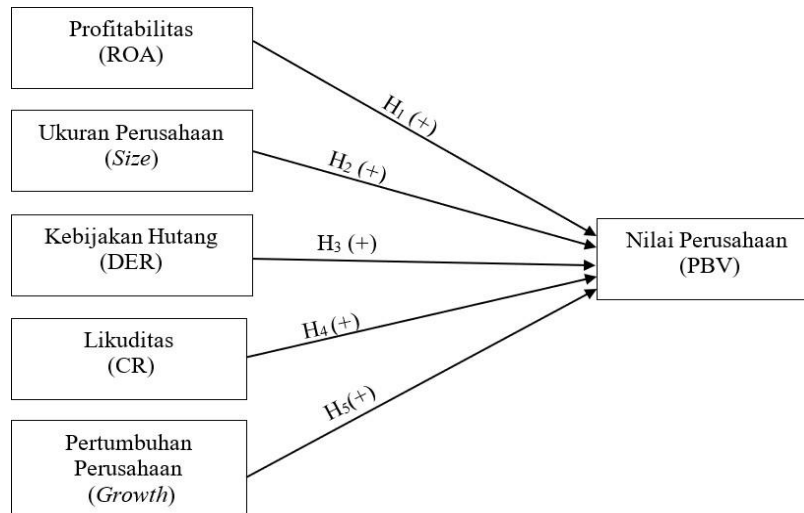 Profitabilitas
(ROA)
H1 (+)
Ukuran Perusahaan
(Size)
H2 (+)
Kebijakan Hutang
(DER)
H3 (+)
Nilai Perusahaan
(PBV)
Likuditas
(CR)
H4 (+)
Pertumbuhan
Perusahaan
(Growth)
H5(+)